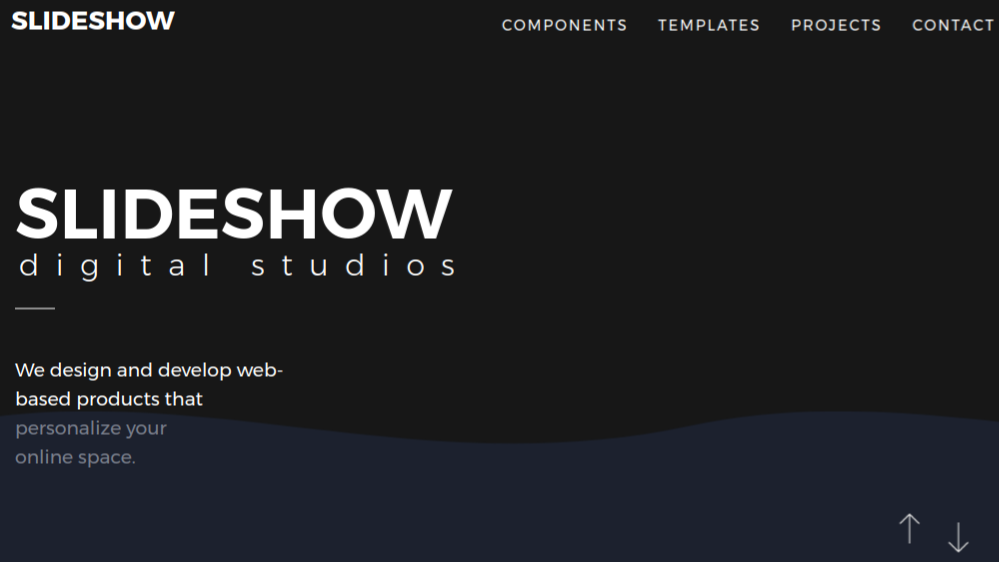 SLIDESHOW
COMPONENTS TEMPLATES PROJECTS CONTACT
SLIDESHOW
digital studios
We design and develop web-
based products that
personalize your
online space.